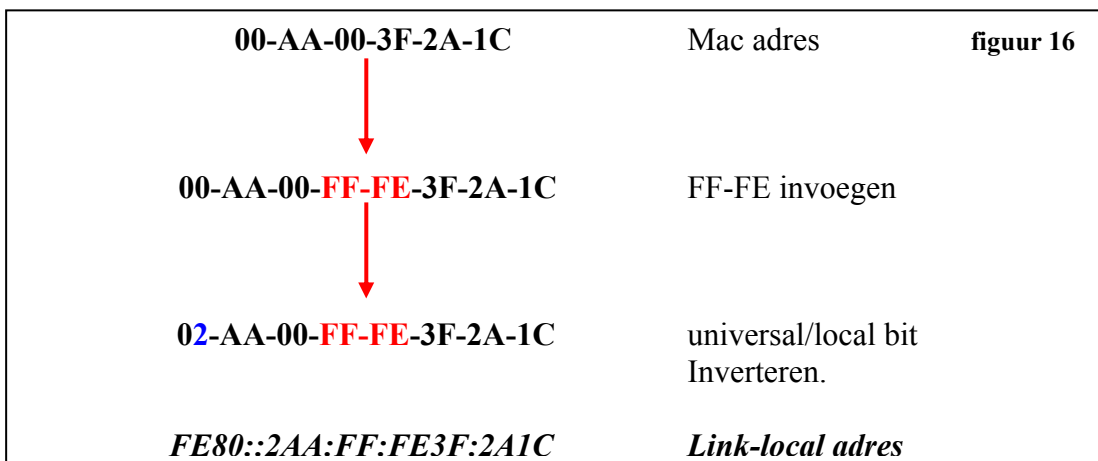 00-AA-00-3F-2A-1C Mac adres figuur 16
00-AA-00-FF-FE-3F-2A-1C FF-FE invoegen
02-AA-00-FF-FE-3F-2A-1C universal/local bit
Inverteren.
FE80::2AA:FF:FE3F:2A1C Link-local adres